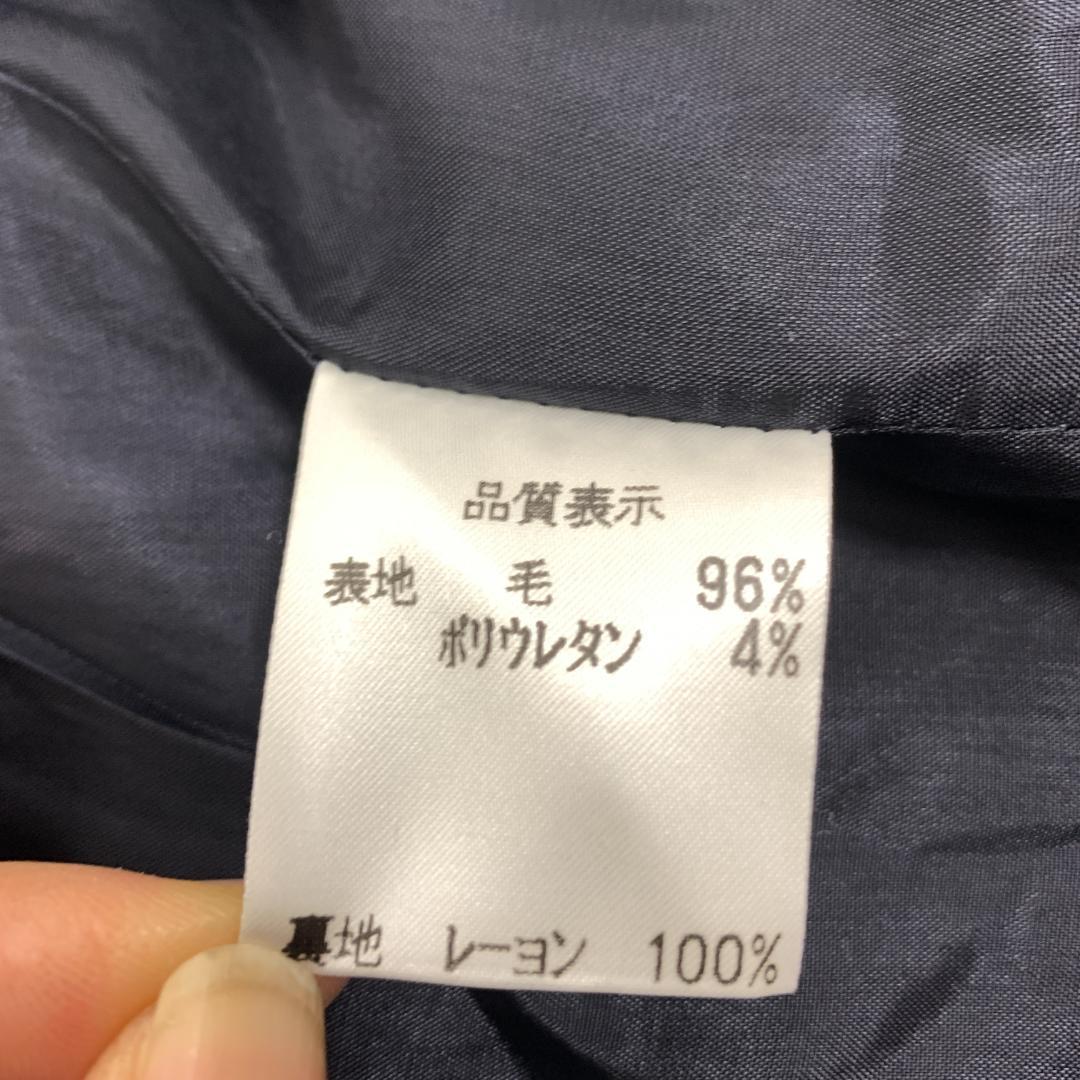 品質表示
表地 毛 96%
ポリウレタン 4%
裏地 レーヨン 100%